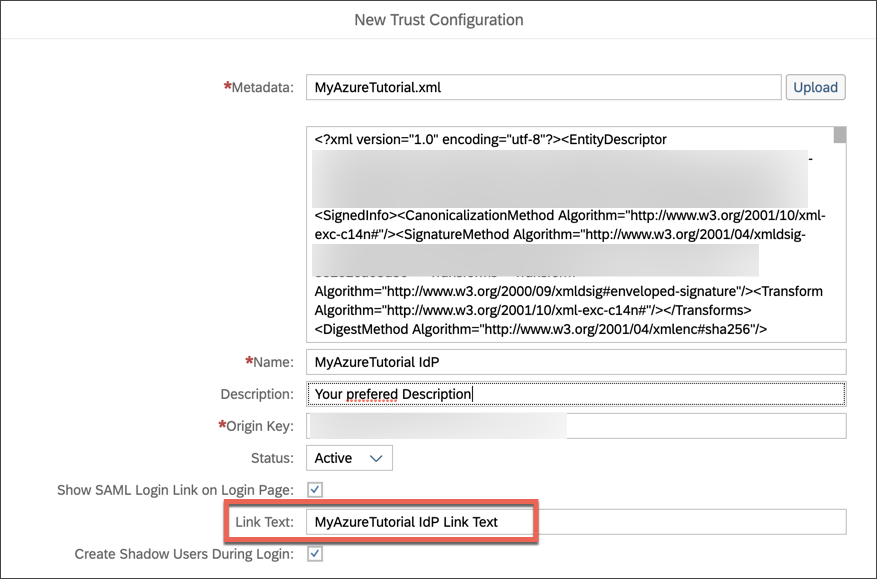 New Trust Configuration
*Metadata: MyAzureTutorial.xml Upload
<?xml version="1.0" encoding="utf-8"?><EntityDescriptor
-
<SignedInfo><CanonicalizationMethod Algorithm="http://www.w3.org/2001/10/xml-
exc-c14n#"/><SignatureMethod Algorithm="http://www.w3.org/2001/04/xmldsig-
Algorithm="http://www.w3.org/2000/09/xmldsig#enveloped-signature"/><Transform
Algorithm="http://www.w3.org/2001/10/xml-exc-c14n#"/></Transforms>
<DigestMethod Algorithm="http://www.w3.org/2001/04/xmlenc#sha256"/>
*Name: MyAzureTutorial IdP
Description: Your prefered Description
*Origin Key:
Status: Active
Show SAML Login Link on Login Page:
Link Text: MyAzureTutorial IdP Link Text
Create Shadow Users During Login: